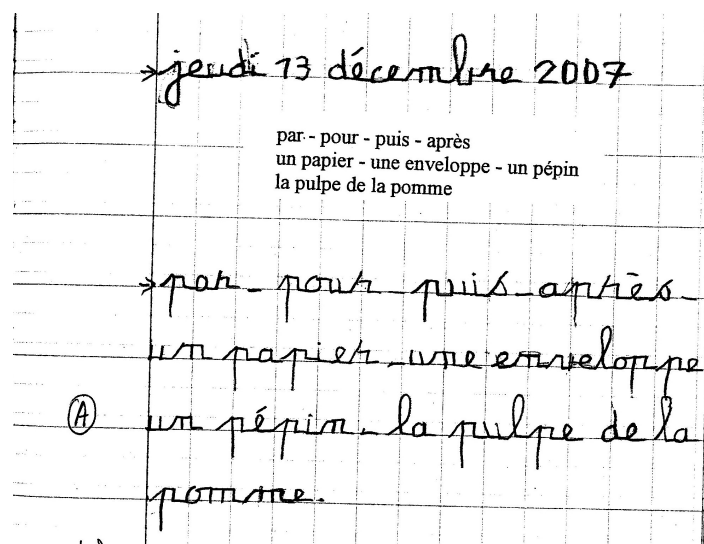 jeudi 13 décembre 2007
par - pour - puis - après
un papier - une enveloppe - un pépin
la pulpe de la pomme
par - pour - puis - après -
un papier - une enveloppe
A un pépin - la pulpe de la
pomme.